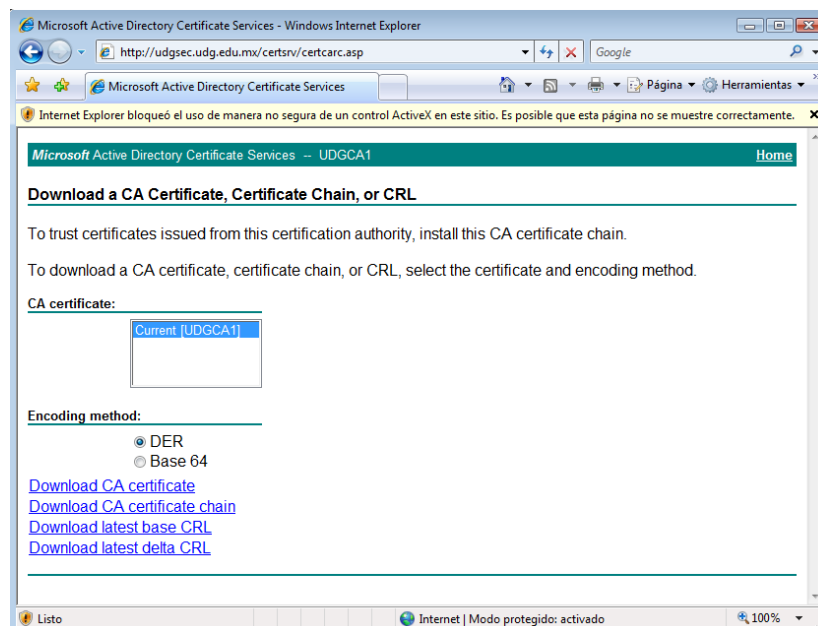 Microsoft Active Directory Certificate Services - Windows Internet Explorer
http://udgsec.udg.edu.mx/certsrv/certcarc.asp
Google
Microsoft Active Directory Certificate Services
Página
Herramientas
Internet Explorer bloqueó el uso de manera no segura de un control ActiveX en este sitio. Es posible que esta página no se muestre correctamente.
Microsoft Active Directory Certificate Services -- UDGCA1
Home
Download a CA Certificate, Certificate Chain, or CRL
To trust certificates issued from this certification authority, install this CA certificate chain.
To download a CA certificate, certificate chain, or CRL, select the certificate and encoding method.
CA certificate:
Current [UDGCA1]
Encoding method:
DER
Base 64
Download CA certificate
Download CA certificate chain
Download latest base CRL
Download latest delta CRL
Listo
Internet | Modo protegido: activado
100%